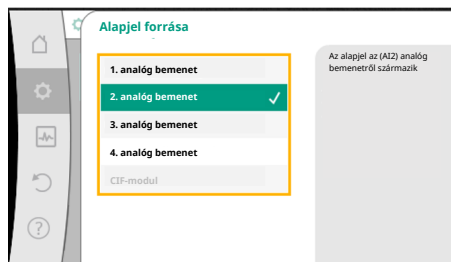 Alapjel forrása
1. analóg bemenet
2. analóg bemenet
3. analóg bemenet
4. analóg bemenet
CIF-modul
Az alapjel az (AI2) analóg
bemenetről származik